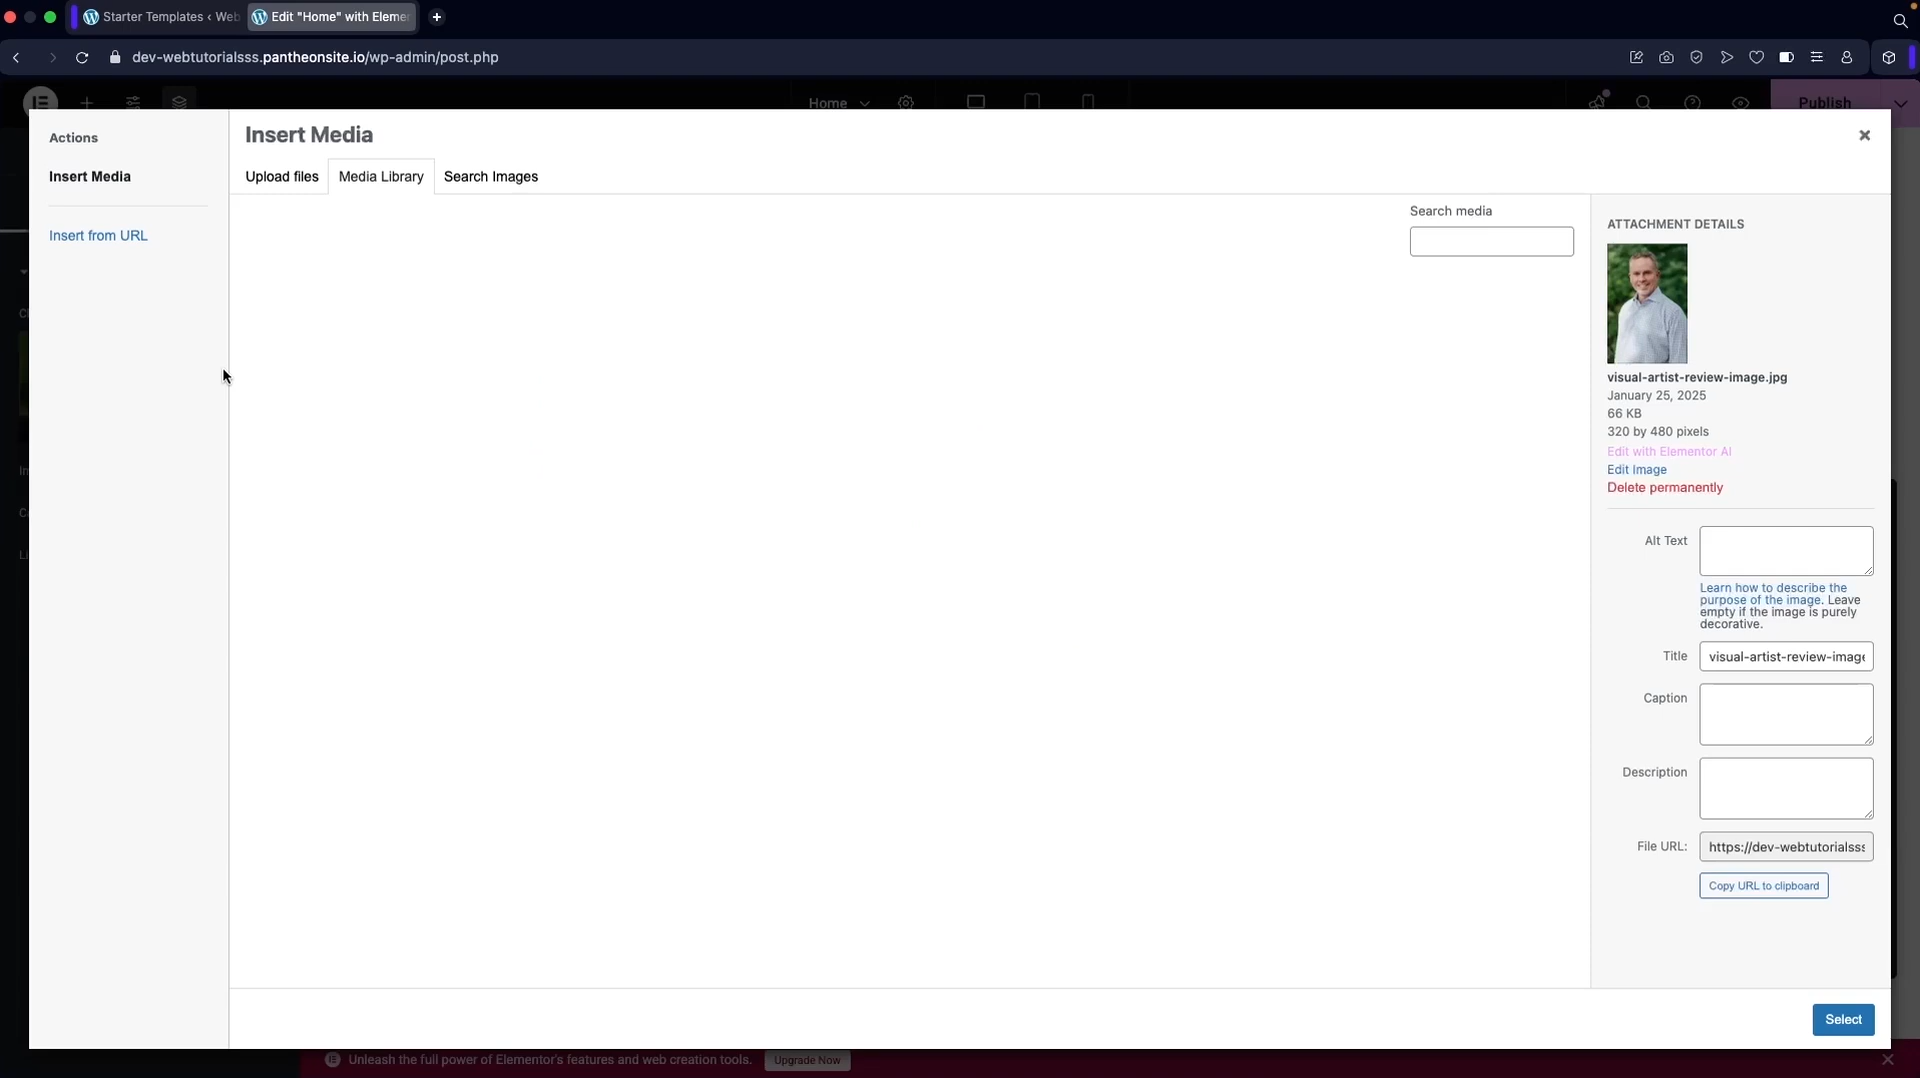 Starter Templates ‹ Web
Edit "Home" with Eleme
dev-webtutorialsss.pantheonsite.io/wp-admin/post.php
Home
Publish
Actions
Insert Media
Insert from URL
Insert Media
Upload files
Media Library
Search Images
Search media
ATTACHMENT DETAILS
visual-artist-review-image.jpg
January 25, 2025
66 KB
320 by 480 pixels
Edit with Elementor AI
Edit Image
Delete permanently
Alt Text
Learn how to describe the
purpose of the image. Leave
empty if the image is purely
decorative.
Title
visual-artist-review-image
Caption
Description
File URL:
https://dev-webtutorialsss
Copy URL to clipboard
Select
Unleash the full power of Elementor's features and web creation tools.
Upgrade Now